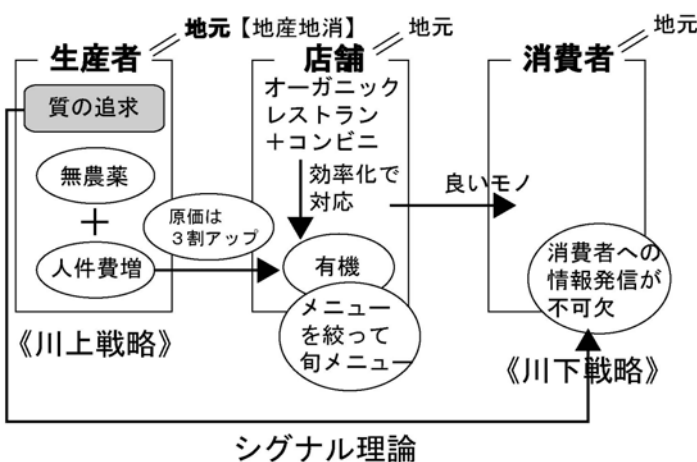 地元【地産地消】
地元
地元
生産者
店舗
消費者
質の追求
無農薬
＋
人件費増
原価は
３割アップ
オーガニック
レストラン
＋コンビニ
効率化で
対応
有機
メニュー
を絞って
旬メニュー
良いモノ
消費者への
情報発信が
不可欠
《川上戦略》
《川下戦略》
シグナル理論